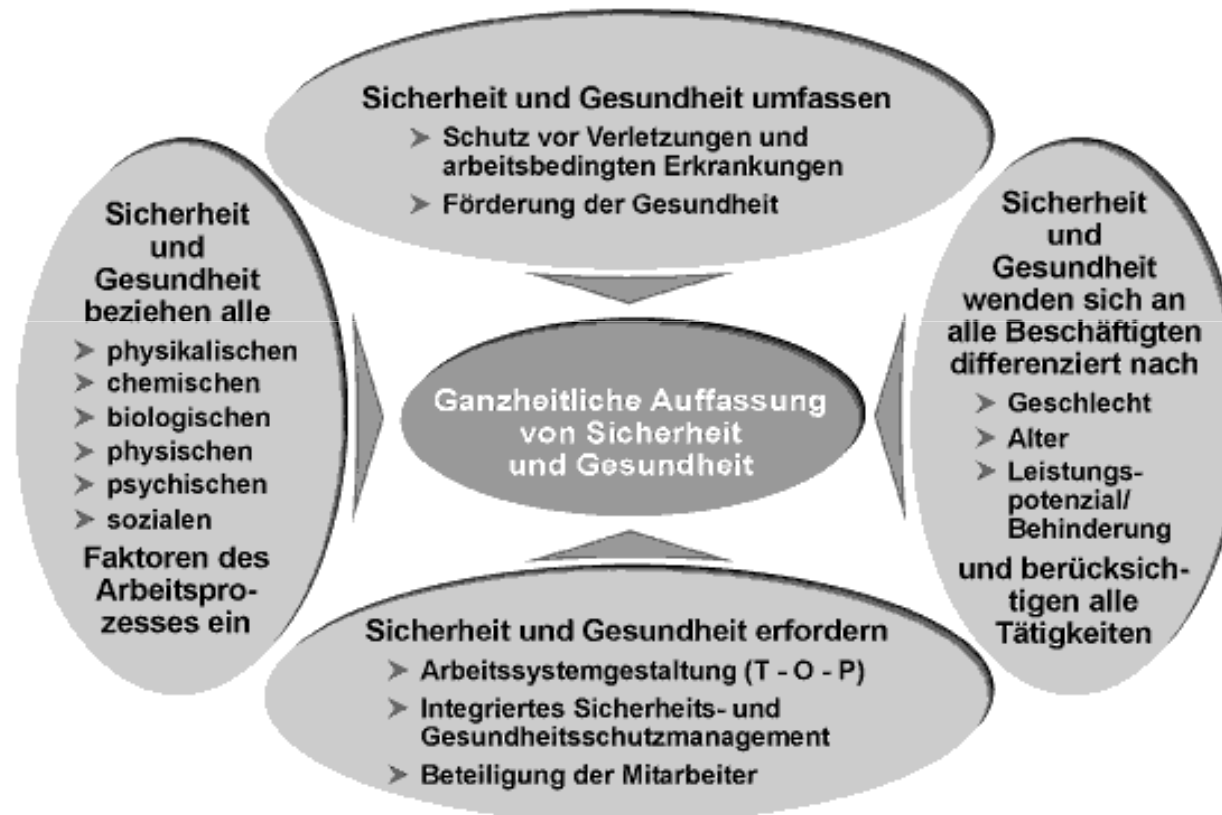 Sicherheit und Gesundheit umfassen
➤ Schutz vor Verletzungen und
arbeitsbedingten Erkrankungen
➤ Förderung der Gesundheit
Sicherheit
und
Gesundheit
beziehen alle
➤ physikalischen
➤ chemischen
➤ biologischen
➤ physischen
➤ psychischen
➤ sozialen
Faktoren des
Arbeitspro-
zesses ein
Ganzheitliche Auffassung
von Sicherheit
und Gesundheit
Sicherheit
und
Gesundheit
wenden sich an
alle Beschäftigten
differenziert nach
➤ Geschlecht
➤ Alter
➤ Leistungs-
potenzial/
Behinderung
und berücksich-
tigen alle
Tätigkeiten
Sicherheit und Gesundheit erfordern
➤ Arbeitssystemgestaltung (T - O - P)
➤ Integriertes Sicherheits- und
Gesundheitsschutzmanagement
➤ Beteiligung der Mitarbeiter